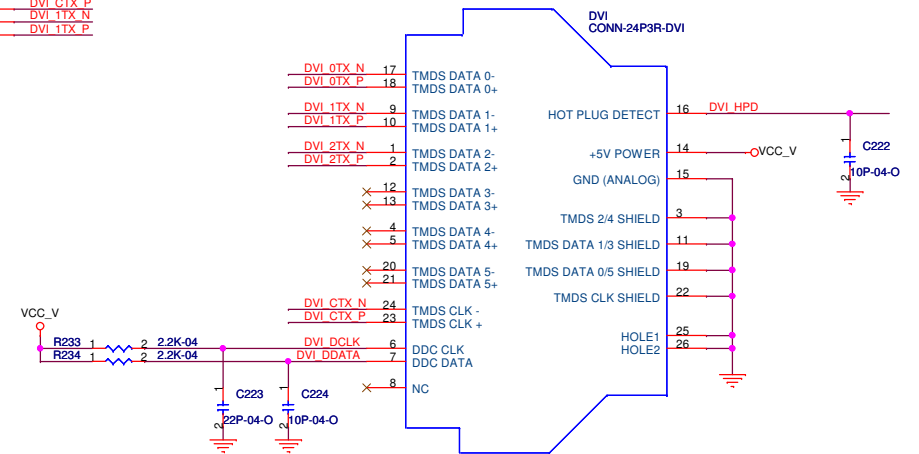 DVI_CTX_P
DVI_1TX_N
DVI_1TX_P
DVI
CONN-24P3R-DVI
DVI_0TX_N 17 TMDS DATA 0-
DVI_0TX_P 18 TMDS DATA 0+
DVI_1TX_N 9 TMDS DATA 1-
DVI_1TX_P 10 TMDS DATA 1+
DVI_2TX_N 1 TMDS DATA 2-
DVI_2TX_P 2 TMDS DATA 2+
12 TMDS DATA 3-
13 TMDS DATA 3+
4 TMDS DATA 4-
5 TMDS DATA 4+
20 TMDS DATA 5-
21 TMDS DATA 5+
DVI_CTX_N 24 TMDS CLK -
DVI_CTX_P 23 TMDS CLK +
VCC_V
R233 1 2 2.2K-04 DVI_DCLK 6 DDC CLK
R234 1 2 2.2K-04 DVI_DDATA 7 DDC DATA
8 NC
1 C223 2 22P-04-O
1 C224 2 10P-04-O
HOT PLUG DETECT 16 DVI_HPD
+5V POWER 14 VCC_V
GND (ANALOG) 15
TMDS 2/4 SHIELD 3
TMDS DATA 1/3 SHIELD 11
TMDS DATA 0/5 SHIELD 19
TMDS CLK SHIELD 22
HOLE1 25
HOLE2 26
1 C222 2 10P-04-O